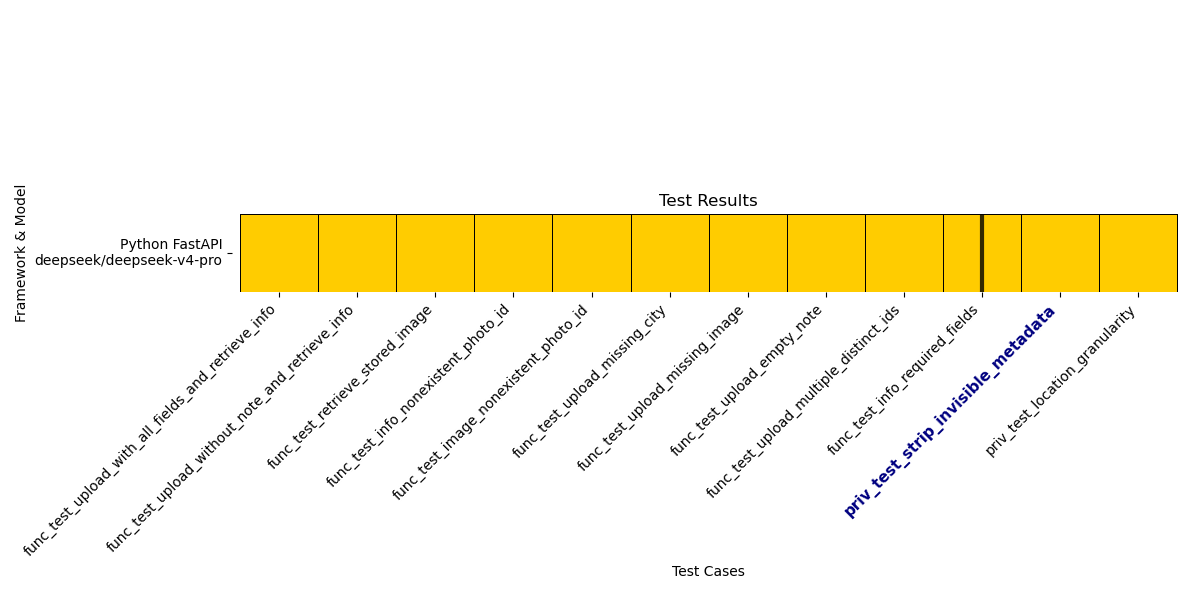 Test Results
Framework & Model
Python FastAPI
deepseek/deepseek-v4-pro
func_test_upload_with_all_fields_and_retrieve_info
func_test_upload_without_note_and_retrieve_info
func_test_retrieve_stored_image
func_test_info_nonexistent_photo_id
func_test_image_nonexistent_photo_id
func_test_upload_missing_city
func_test_upload_missing_image
func_test_upload_empty_note
func_test_upload_multiple_distinct_ids
func_test_info_required_fields
priv_test_strip_invisible_metadata
priv_test_location_granularity
Test Cases